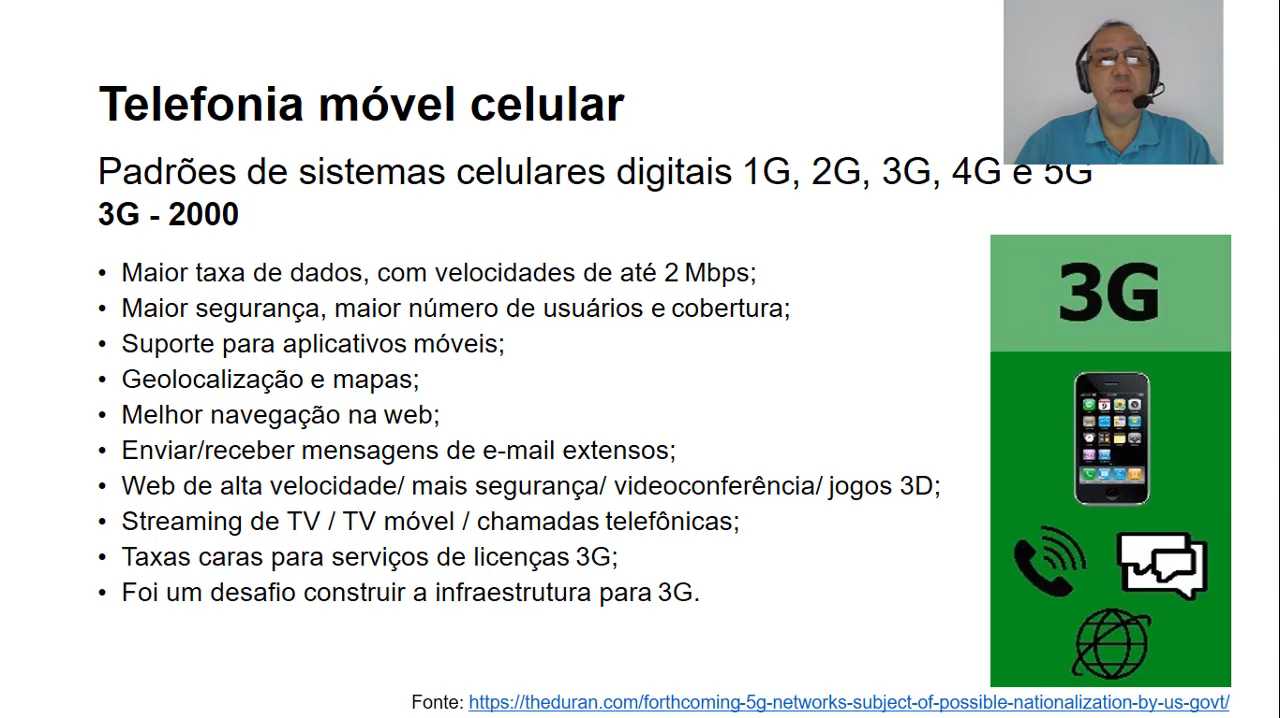 Telefonia móvel celular
Padrões de sistemas celulares digitais 1G, 2G, 3G, 4G e 5G
3G - 2000
• Maior taxa de dados, com velocidades de até 2 Mbps;
• Maior segurança, maior número de usuários e cobertura;
• Suporte para aplicativos móveis;
• Geolocalização e mapas;
• Melhor navegação na web;
• Enviar/receber mensagens de e-mail extensos;
• Web de alta velocidade/ mais segurança/ videoconferência/ jogos 3D;
• Streaming de TV / TV móvel / chamadas telefônicas;
• Taxas caras para serviços de licenças 3G;
• Foi um desafio construir a infraestrutura para 3G.
3G
Fonte: https://theduran.com/forthcoming-5g-networks-subject-of-possible-nationalization-by-us-govt/